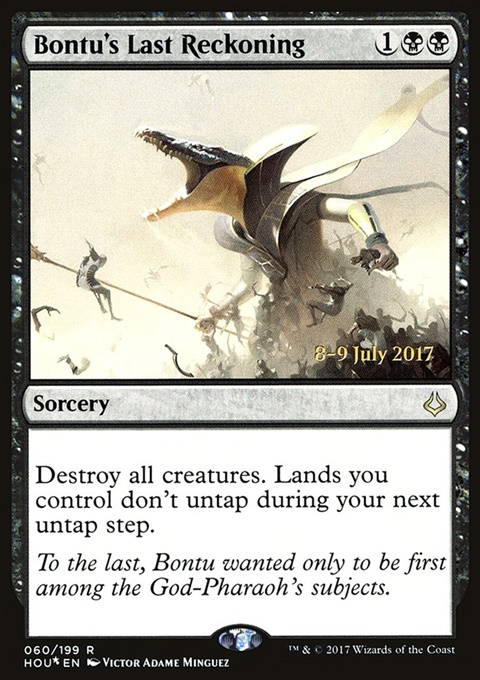 Bontu's Last Reckoning 1
8–9 July 2017
Sorcery
Destroy all creatures. Lands you
control don't untap during your next
untap step.
To the last, Bontu wanted only to be first
among the God-Pharaoh's subjects.
060/199 R
HOU★EN Victor Adame Minguez
™ & © 2017 Wizards of the Coast